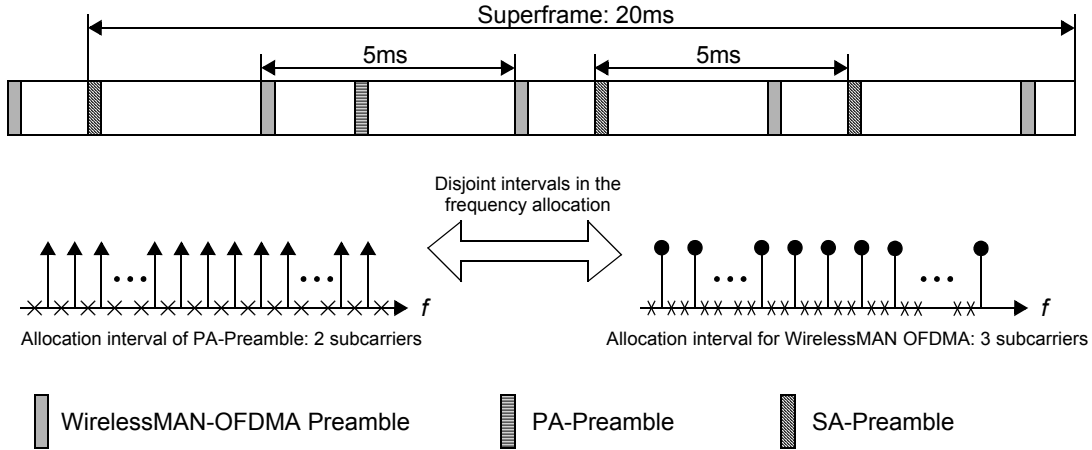 Superframe: 20ms
5ms
5ms
Disjoint intervals in the
frequency allocation
f
f
Allocation interval of PA-Preamble: 2 subcarriers
Allocation interval for WirelessMAN OFDMA: 3 subcarriers
WirelessMAN-OFDMA Preamble
PA-Preamble
SA-Preamble